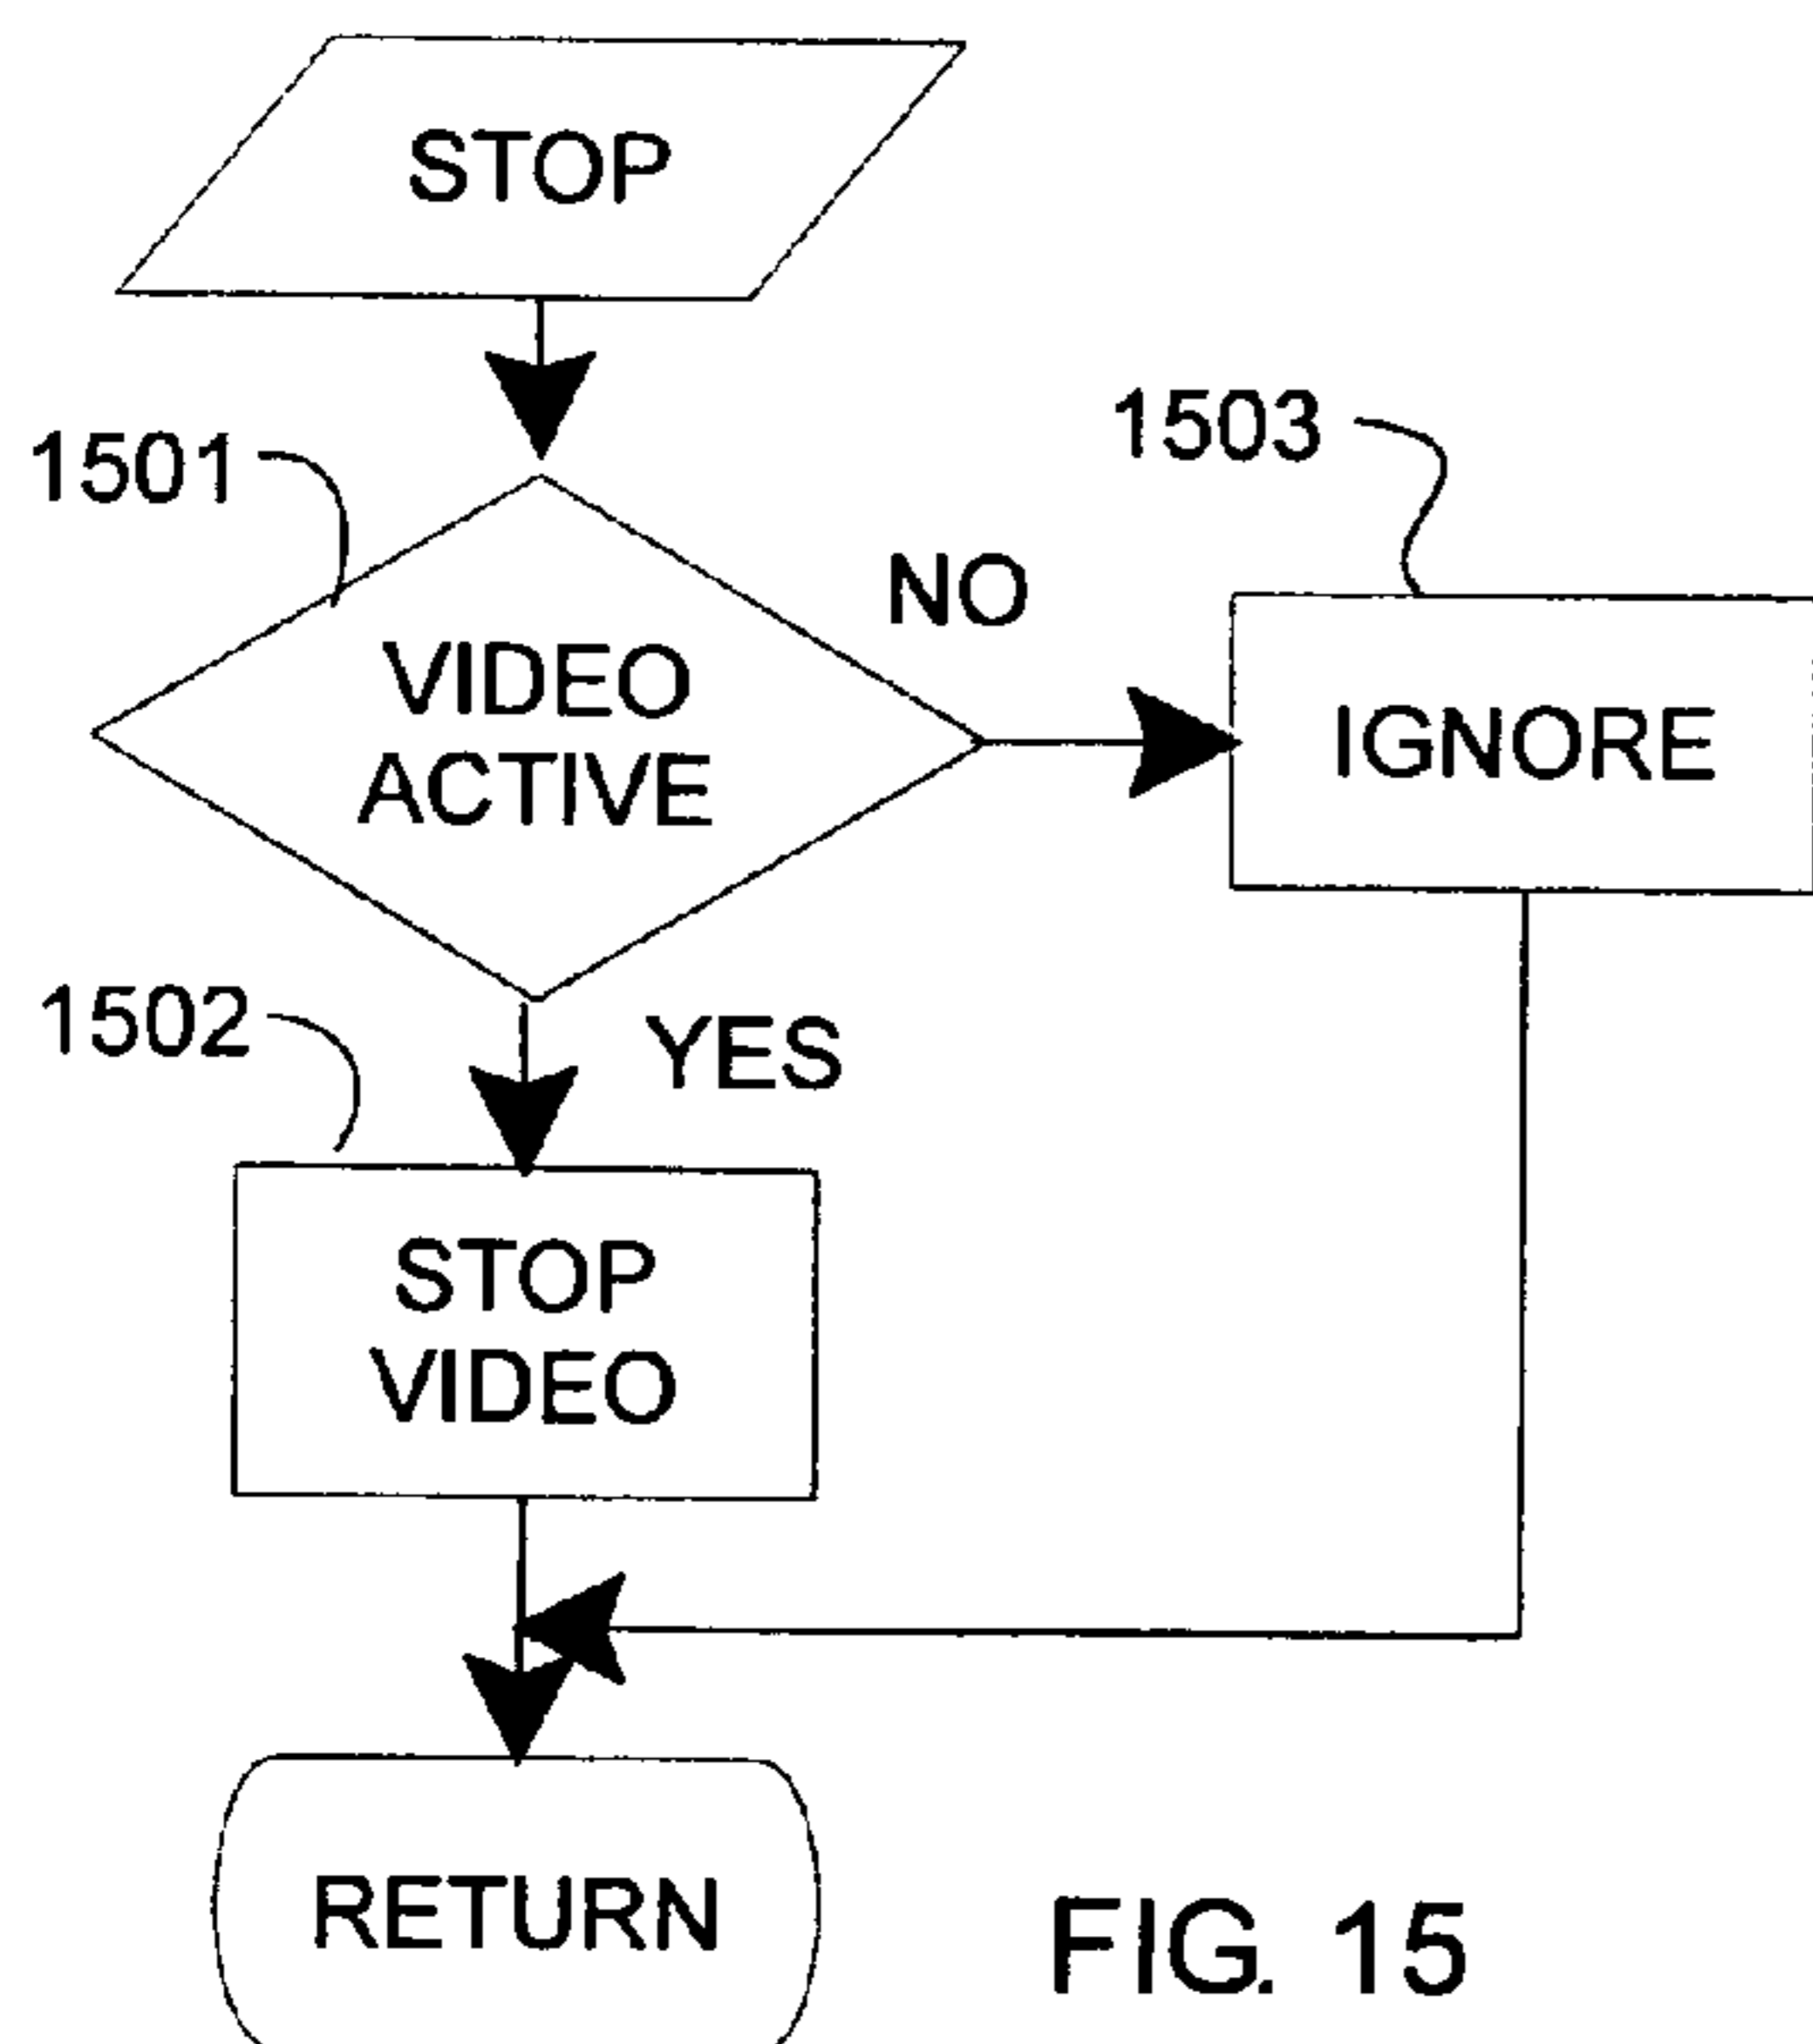 STOP
1501
1503
NO
VIDEO
ACTIVE
IGNORE
1502
YES
STOP
VIDEO
RETURN
FIG. 15